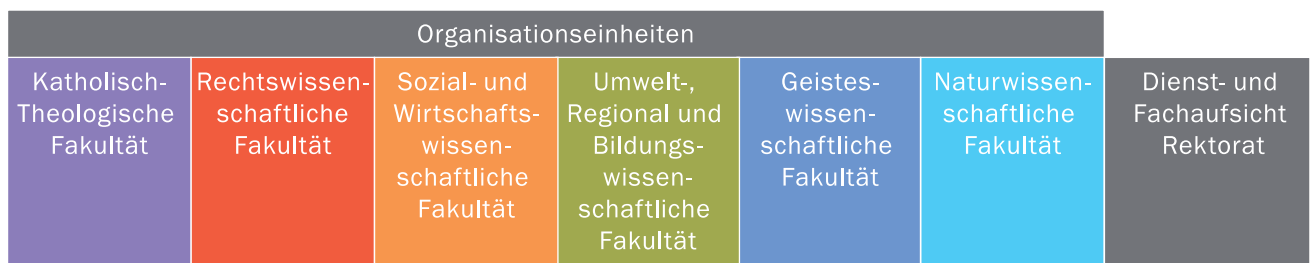 Organisationseinheiten
Katholisch-
Theologische
Fakultät
Rechtswissen-
schaftliche
Fakultät
Sozial- und
Wirtschafts-
wissen-
schaftliche
Fakultät
Umwelt-,
Regional und
Bildungs-
wissen-
schaftliche
Fakultät
Geistes-
wissen-
schaftliche
Fakultät
Naturwissen-
schaftliche
Fakultät
Dienst- und
Fachaufsicht
Rektorat